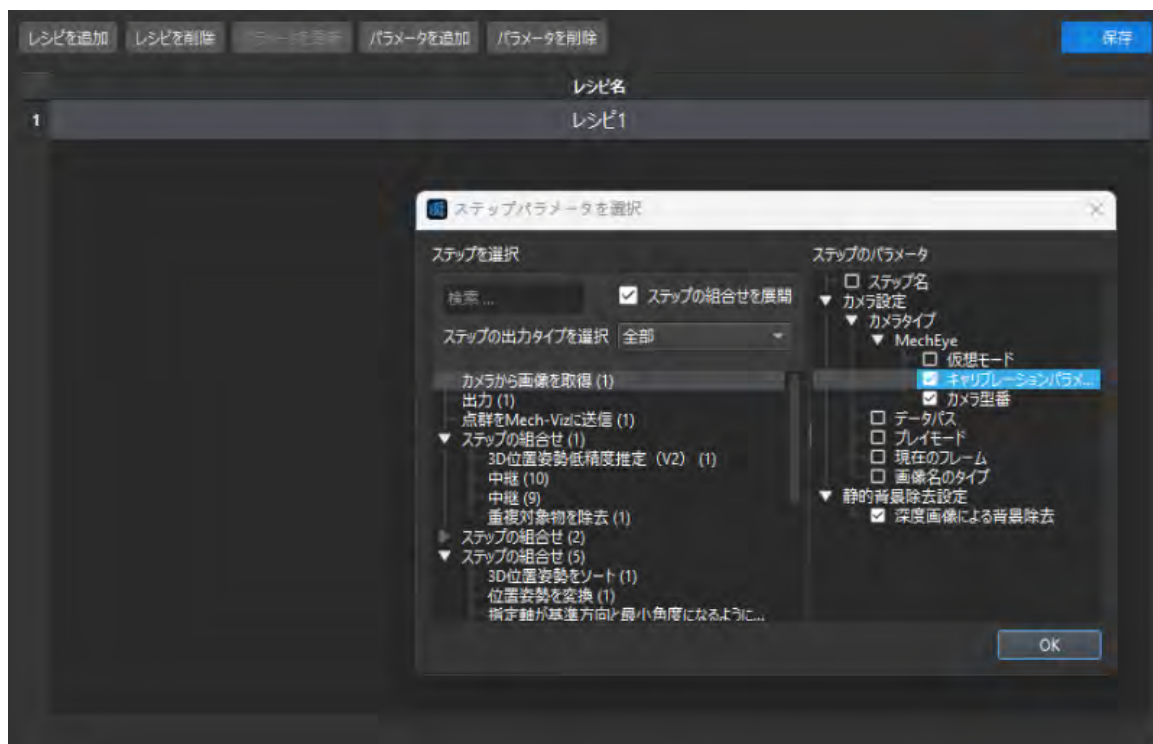 レシピを追加 レシピを削除 パラメータを追加 パラメータを削除 保存
レシピ名
1 レシピ1
ステップパラメータを選択
ステップを選択
検索...
ステップの組合せを展開
ステップの出力タイプを選択 全部
カメラから画像を取得 (1)
出力 (1)
点群をMech-Vizに送信 (1)
ステップの組合せ (1)
3D位置姿勢低精度推定（V2） (1)
中継 (10)
中継 (9)
重複対象物を除去 (1)
ステップの組合せ (2)
ステップの組合せ (5)
3D位置姿勢をソート (1)
位置姿勢を変換 (1)
指定軸が基準方向と最小角度になるように...
ステップのパラメータ
ステップ名
カメラ設定
カメラタイプ
MechEye
仮想モード
キャリブレーションパラメ...
カメラ型番
データパス
プレイモード
現在のフレーム
画像名のタイプ
静的背景除去設定
深度画像による背景除去
OK